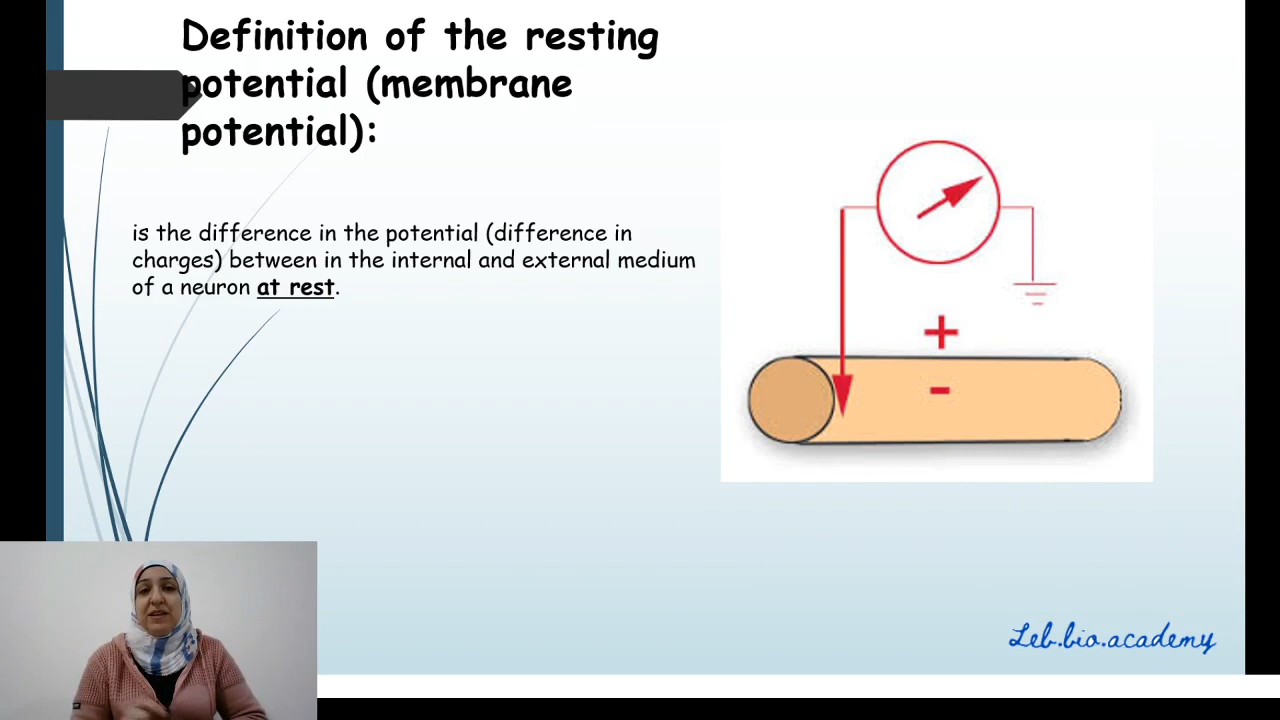 Definition of the resting
potential (membrane
potential):
is the difference in the potential (difference in
charges) between in the internal and external medium
of a neuron at rest.
+
-
Leb.bio.academy